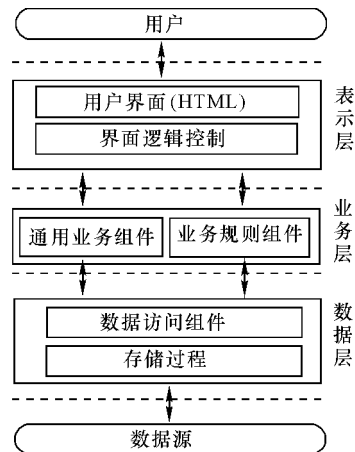 用户
用户界面(HTML)
界面逻辑控制
表示层
通用业务组件
业务规则组件
业务层
数据访问组件
存储过程
数据层
数据源